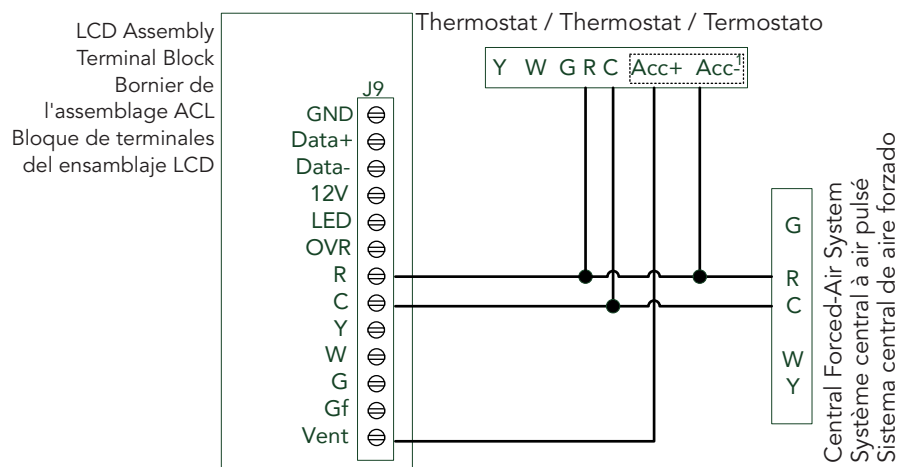 LCD Assembly
Terminal Block
Bornier de
l'assemblage ACL
Bloque de terminales
del ensamblaje LCD
J9
GND
Data+
Data-
12V
LED
OVR
R
C
Y
W
G
Gf
Vent
Thermostat / Thermostat / Termostato
Y W G R C Acc+ Acc-1
G
R
C
W
Y
Central Forced-Air System
Système central à air pulsé
Sistema central de aire forzado